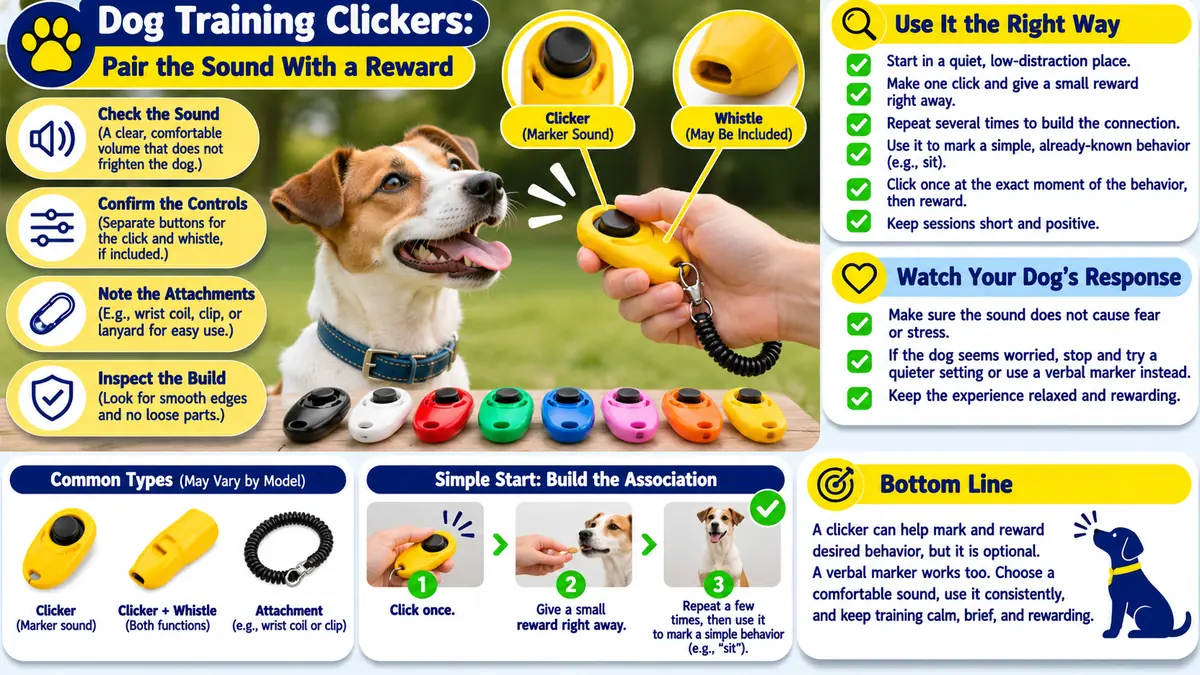 Dog Training Clickers:
Pair the Sound With a Reward
Check the Sound
(A clear, comfortable
volume that does not
frighten the dog.)
Confirm the Controls
(Separate buttons for
the click and whistle,
if included.)
Note the Attachments
(E.g., wrist coil, clip, or
lanyard for easy use.)
Inspect the Build
(Look for smooth edges
and no loose parts.)
Clicker
(Marker Sound)
Whistle
(May Be Included)
Use It the Right Way
Start in a quiet, low-distraction place.
Make one click and give a small reward
right away.
Repeat several times to build the connection.
Use it to mark a simple, already-known behavior
(e.g., sit).
Click once at the exact moment of the behavior,
then reward.
Keep sessions short and positive.
Watch Your Dog's Response
Make sure the sound does not cause fear
or stress.
If the dog seems worried, stop and try a
quieter setting or use a verbal marker instead.
Keep the experience relaxed and rewarding.
Common Types (May Vary by Model)
Clicker
(Marker sound)
Clicker + Whistle
(Both functions)
Attachment
(e.g., wrist coil or clip)
Simple Start: Build the Association
1
Click once.
2
Give a small
reward right away.
3
Repeat a few
times, then use it
to mark a simple behavior
(e.g., “sit”).
Bottom Line
A clicker can help mark and reward
desired behavior, but it is optional.
A verbal marker works too. Choose a
comfortable sound, use it consistently,
and keep training calm, brief, and rewarding.